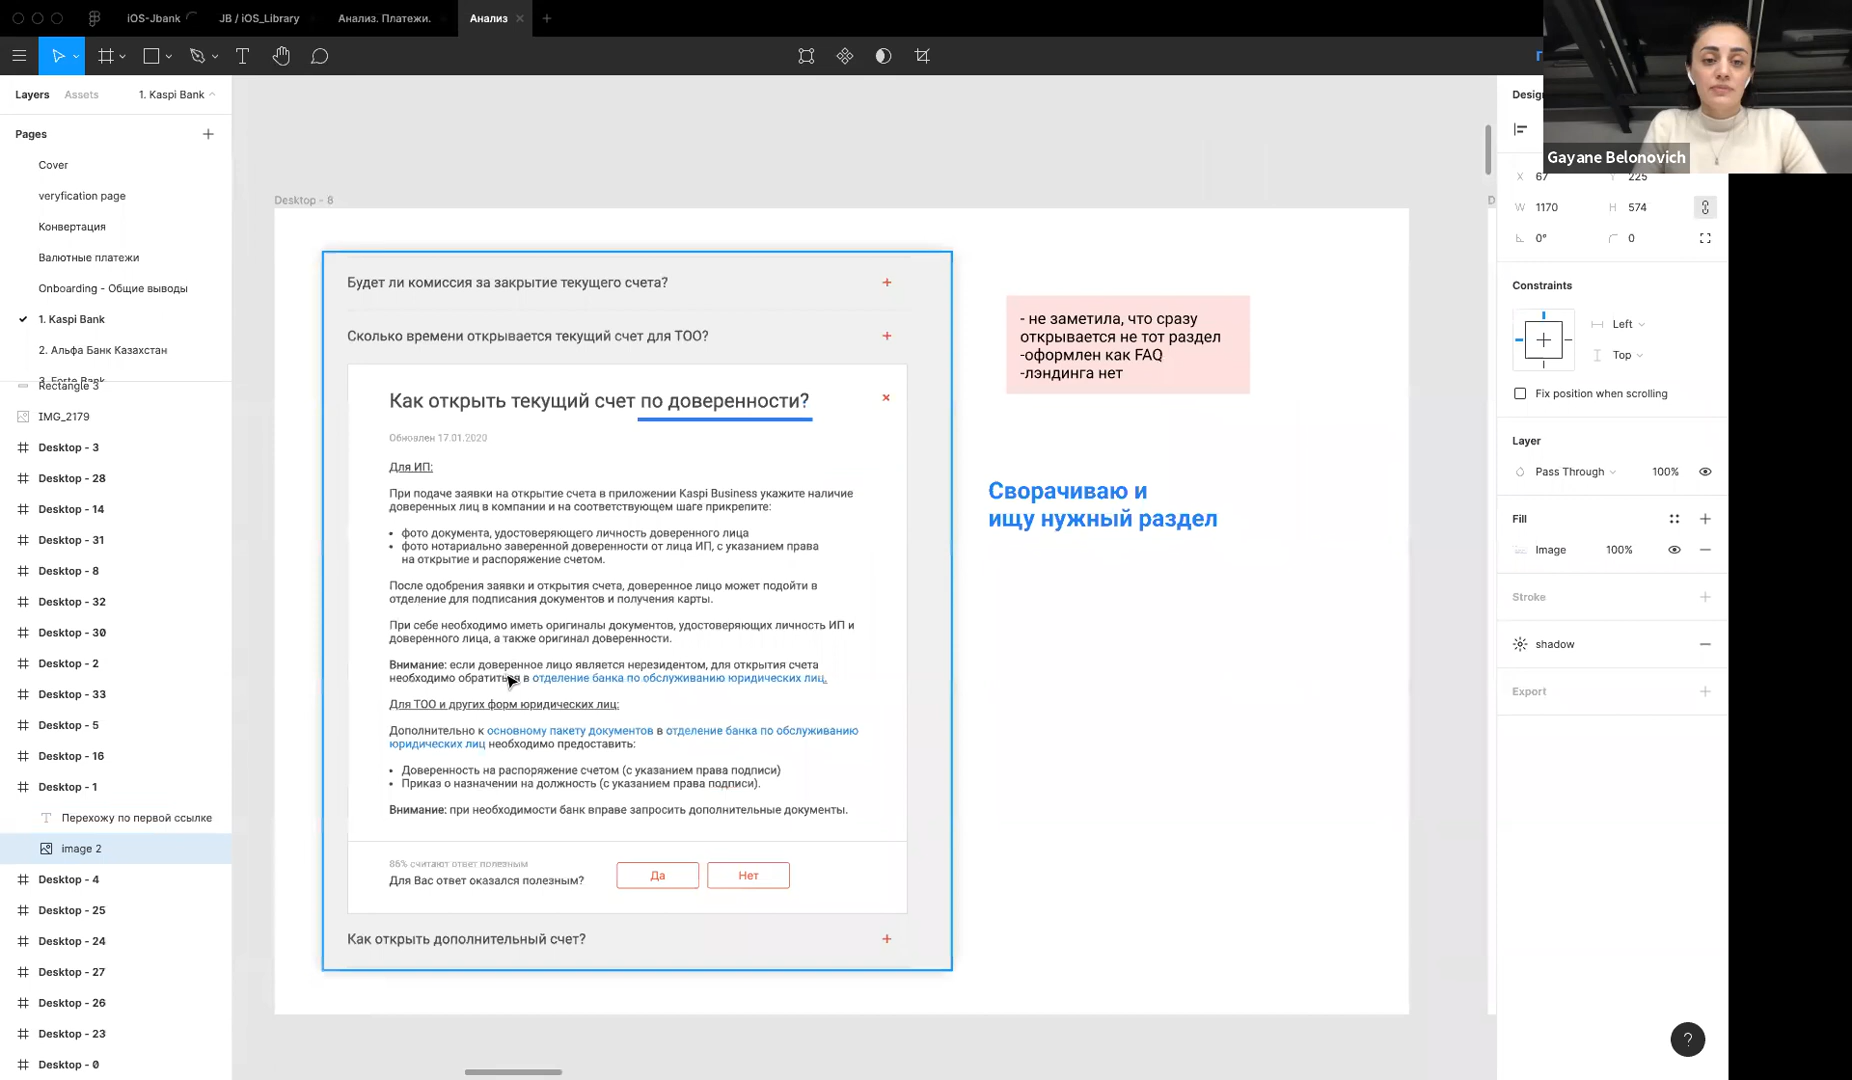 iOS-Jbank
JB / iOS_Library
Анализ. Платежи.
Анализ
Layers
Assets
1. Kaspi Bank
Pages
Cover
veryfication page
Конвертация
Валютные платежи
Onboarding - Общие выводы
1. Kaspi Bank
2. Альфа Банк Казахстан
3. Forte Bank
Rectangle 3
IMG_2179
Desktop - 3
Desktop - 28
Desktop - 14
Desktop - 31
Desktop - 8
Desktop - 32
Desktop - 30
Desktop - 2
Desktop - 33
Desktop - 5
Desktop - 16
Desktop - 1
Перехожу по первой ссылке
image 2
Desktop - 4
Desktop - 25
Desktop - 24
Desktop - 27
Desktop - 26
Desktop - 23
Desktop - 0
Desktop - 8
Будет ли комиссия за закрытие текущего счета?
Сколько времени открывается текущий счет для ТОО?
Как открыть текущий счет по доверенности?
Обновлен 17.01.2020
Для ИП:
При подаче заявки на открытие счета в приложении Kaspi Business укажите наличие
доверенных лиц в компании и на соответствующем шаге прикрепите:
• фото документа, удостоверяющего личность доверенного лица
• фото нотариально заверенной доверенности от лица ИП, с указанием права
на открытие и распоряжение счетом.
После одобрения заявки и открытия счета, доверенное лицо может подойти в
отделение для подписания документов и получения карты.
При себе необходимо иметь оригиналы документов, удостоверяющих личность ИП и
доверенного лица, а также оригинал доверенности.
Внимание: если доверенное лицо является нерезидентом, для открытия счета
необходимо обратиться в отделение банка по обслуживанию юридических лиц.
Для ТОО и других форм юридических лиц:
Дополнительно к основному пакету документов в отделение банка по обслуживанию
юридических лиц необходимо предоставить:
• Доверенность на распоряжение счетом (с указанием права подписи)
• Приказ о назначении на должность (с указанием права подписи).
Внимание: при необходимости банк вправе запросить дополнительные документы.
86% считают ответ полезным
Для Вас ответ оказался полезным?
Да
Нет
Как открыть дополнительный счет?
- не заметила, что сразу
открывается не тот раздел
-оформлен как FAQ
-лэндинга нет
Сворачиваю и
ищу нужный раздел
Gayane Belonovich
X 67
Y 225
W 1170
H 574
0°
0
Constraints
Left
Top
Fix position when scrolling
Layer
Pass Through
100%
Fill
Image
100%
Stroke
shadow
Export
?